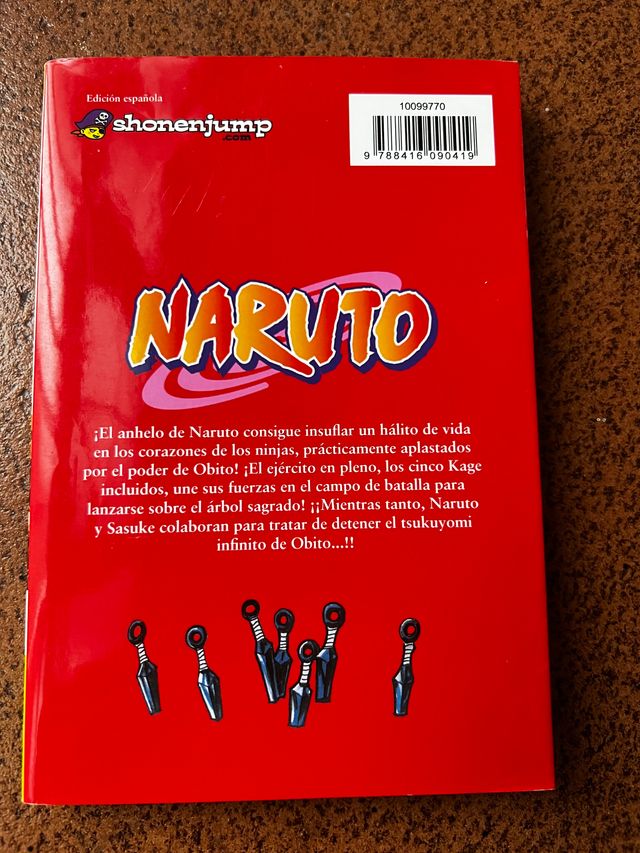 Edición española
shonenjump
.com
10099770
9 788416 090419
NARUTO
¡El anhelo de Naruto consigue insuflar un hálito de vida
en los corazones de los ninjas, prácticamente aplastados
por el poder de Obito! ¡El ejército en pleno, los cinco Kage
incluidos, une sus fuerzas en el campo de batalla para
lanzarse sobre el árbol sagrado! ¡¡Mientras tanto, Naruto
y Sasuke colaboran para tratar de detener el tsukuyomi
infinito de Obito...!!